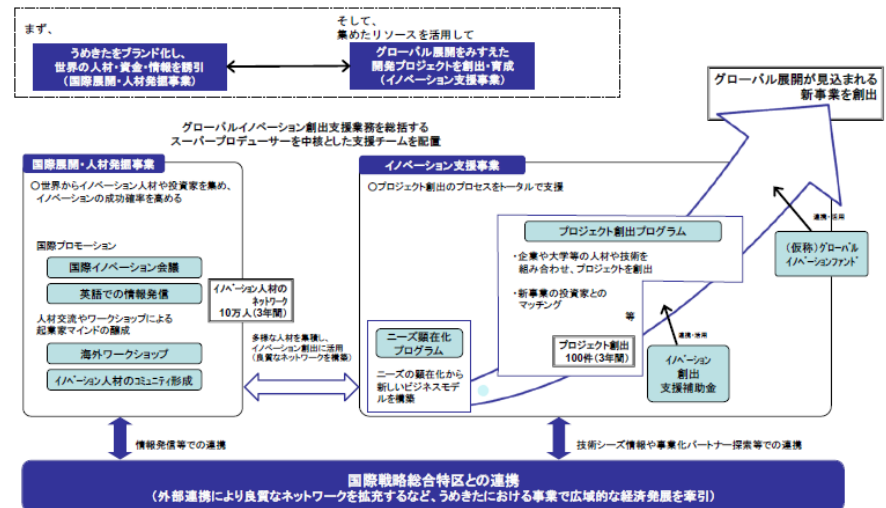 まず、
うめきたをブランド化し、
世界の人材・資金・情報を誘引
(国際展開・人材発掘事業)
そして、
集めたリソースを活用して
グローバル展開をみすえた
開発プロジェクトを創出・育成
(イノベーション支援事業)
グローバル展開が見込まれる
新事業を創出
グローバルイノベーション創出支援業務を総括する
スーパープロデューサーを中核とした支援チームを配置
国際展開・人材発掘事業
○世界からイノベーション人材や投資家を集め、
イノベーションの成功確率を高める
国際プロモーション
国際イノベーション会議
英語での情報発信
人材交流やワークショップによる
起業家マインドの醸成
海外ワークショップ
イノベーション人材のコミュニティ形成
イノベーション人材の
ネットワーク
10万人(3年間)
多様な人材を集積し、
イノベーション創出に活用
(良質なネットワークを構築)
イノベーション支援事業
○プロジェクト創出のプロセスをトータルで支援
プロジェクト創出プログラム
・企業や大学等の人材や技術を
組み合わせ、プロジェクトを創出
・新事業の投資家との
マッチング
等
プロジェクト創出
100件(3年間)
ニーズ顕在化
プログラム
ニーズの顕在化から
新しいビジネスモデ
ルを構築
連携・活用
(仮称)グローバル
イノベーションファンド
連携・活用
イノベーション
創出
支援補助金
情報発信等での連携
技術シーズ情報や事業化パートナー探索等での連携
国際戦略総合特区との連携
(外部連携により良質なネットワークを拡充するなど、うめきたにおける事業で広域的な経済発展を牽引)